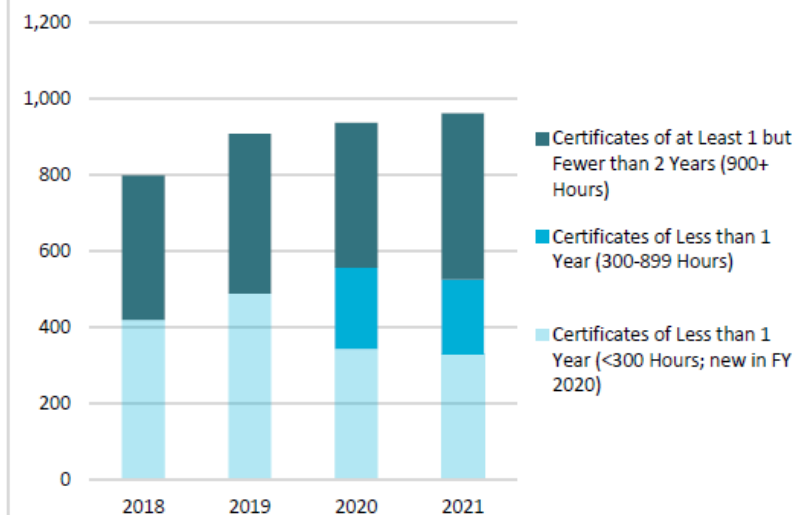 1,200
1,000
800
600
400
200
0
2018 2019 2020 2021
Certificates of at Least 1 but
Fewer than 2 Years (900+
Hours)
Certificates of Less than 1
Year (300-899 Hours)
Certificates of Less than 1
Year (<300 Hours; new in FY
2020)